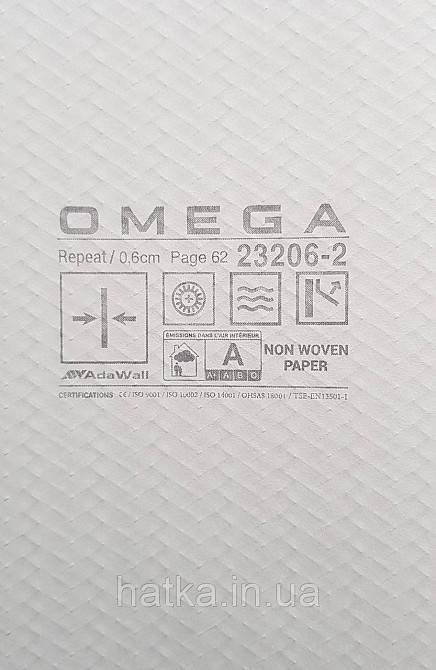 OMEGA
Repeat / 0,6cm Page 62 23206-2
ÉMISSIONS DANS L'AIR INTÉRIEUR
A
A+ A B C
NON WOVEN
PAPER
AdaWall
CERTIFICATIONS CE / ISO 9001 / ISO 10002 / ISO 14001 / OHSAS 18001 / TSE-EN13501-1
hatka.in.ua